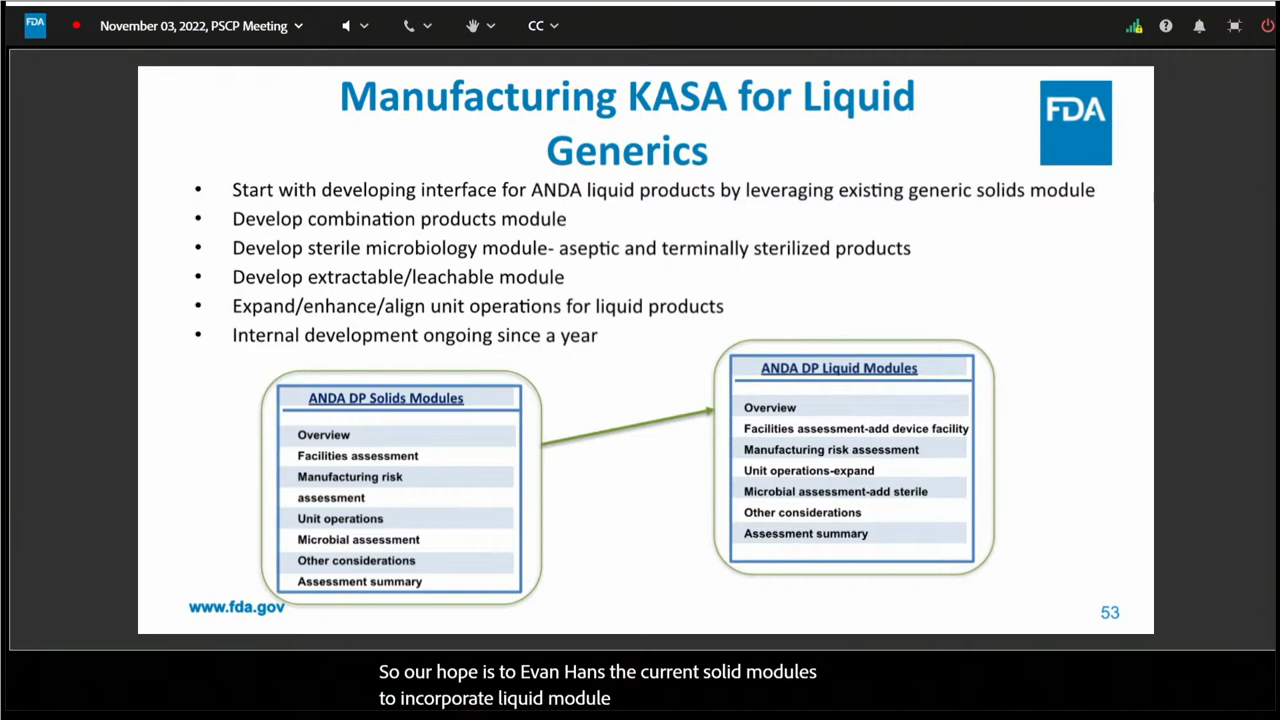 FDA November 03, 2022, PSCP Meeting CC
Manufacturing KASA for Liquid
Generics
FDA
• Start with developing interface for ANDA liquid products by leveraging existing generic solids module
• Develop combination products module
• Develop sterile microbiology module- aseptic and terminally sterilized products
• Develop extractable/leachable module
• Expand/enhance/align unit operations for liquid products
• Internal development ongoing since a year
ANDA DP Solids Modules
Overview
Facilities assessment
Manufacturing risk
assessment
Unit operations
Microbial assessment
Other considerations
Assessment summary
ANDA DP Liquid Modules
Overview
Facilities assessment-add device facility
Manufacturing risk assessment
Unit operations-expand
Microbial assessment-add sterile
Other considerations
Assessment summary
www.fda.gov
53
So our hope is to Evan Hans the current solid modules
to incorporate liquid module